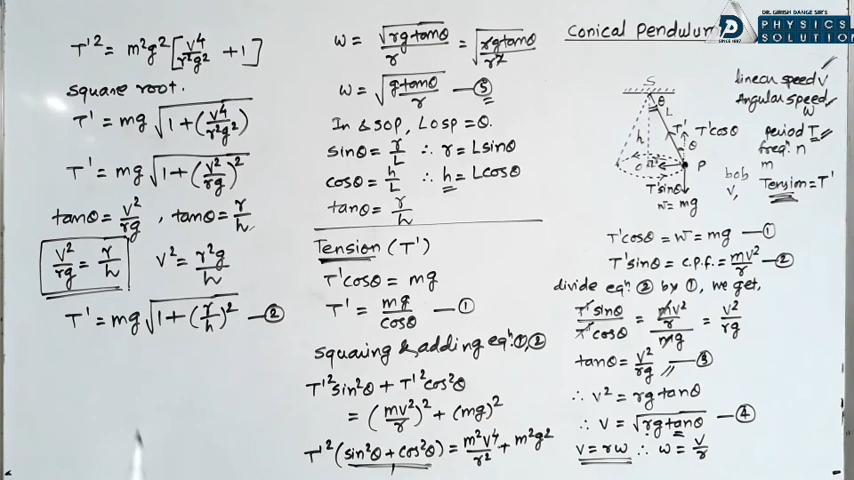 T'² = m²g² [v⁴/r²g² + 1]
square root.
T' = mg √(1 + (v⁴/r²g²))
T' = mg √(1 + (v²/rg)²)
tanθ = v²/rg , tanθ = r/h
v²/rg = r/h v² = r²g/h
T' = mg √(1 + (r/h)²) — ②
ω = √(rg tanθ)/r = √(rg tanθ/r²)
ω = √(g tanθ/r) — ⑤
In Δ SOP, ∠OSP = θ.
sinθ = r/L ∴ r = L sinθ
cosθ = h/L ∴ h = L cosθ
tanθ = r/h
Tension (T')
T' cosθ = mg
T' = mg/cosθ — ①
squaring & adding eqⁿ ①, ②
T'² sin²θ + T'² cos²θ
= (mv²/r)² + (mg)²
T'² (sin²θ + cos²θ) = m²v⁴/r² + m²g²
Conical Pendulum
DR. GIRISH DANGE SIR'S
PHYSICS
SOLUTION
SINCE 1997
S
θ
L
h
T'
T' cosθ
θ
O
r
P
T' sinθ
w = mg
linear speed v
Angular speed ω
period T
freqⁿ n
m
bob
v,
Tension = T'
T' cosθ = w = mg — ①
T' sinθ = c.p.f. = mv²/r — ②
divide eqⁿ ② by ①, we get,
T' sinθ/T' cosθ = (mv²/r)/mg = v²/rg
tanθ = v²/rg — ③
∴ v² = rg tanθ
∴ v = √(rg tanθ) — ④
v = rω ∴ ω = v/r